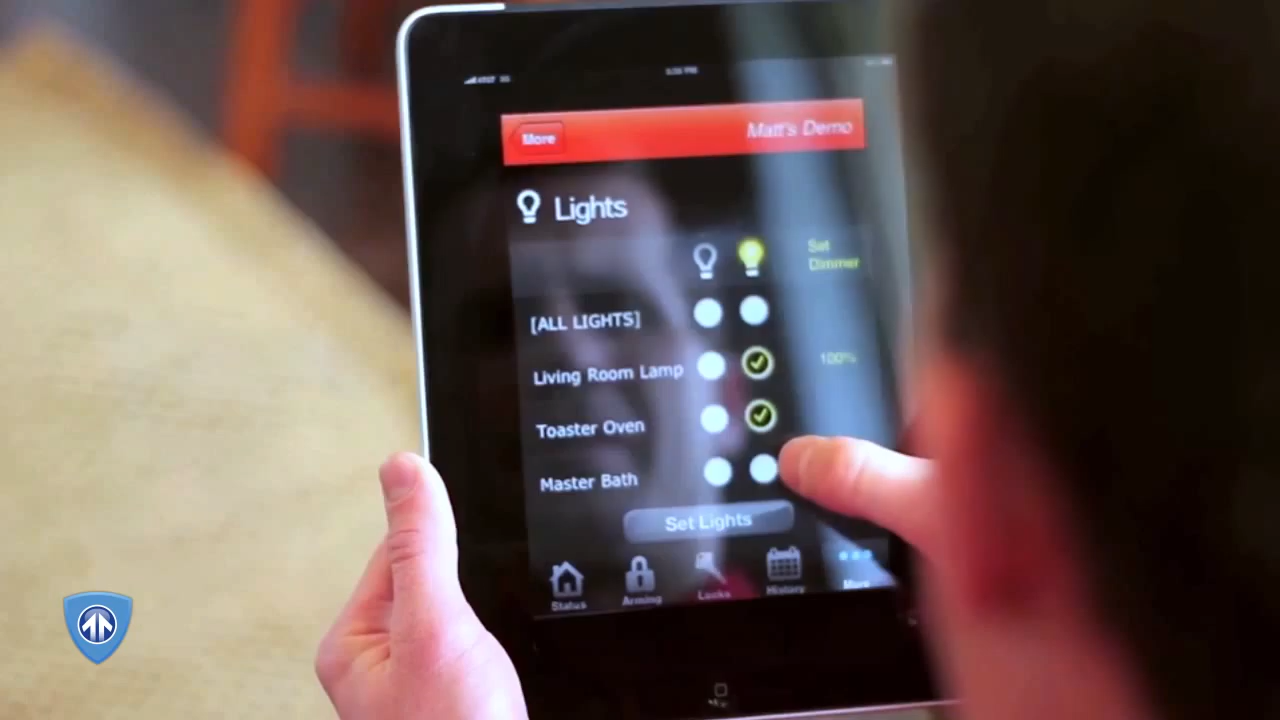 AT&T
More
Matt's Demo
Lights
Set
Dimmer
[ALL LIGHTS]
Living Room Lamp
100%
Toaster Oven
Master Bath
Set Lights
Status
Arming
Locks
History
More